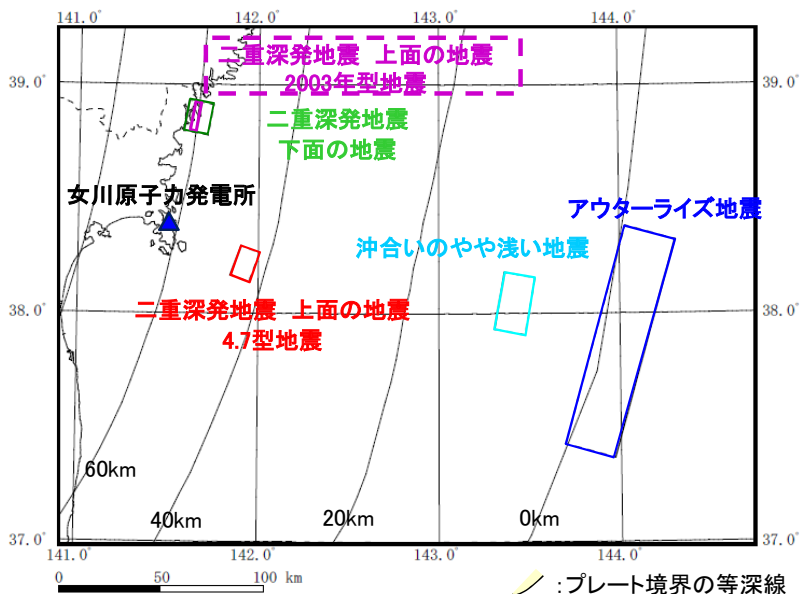 141.0° 142.0° 143.0° 144.0°
二重深発地震 上面の地震
2003年型地震
39.0° 39.0°
二重深発地震
下面の地震
女川原子力発電所
アウターライズ地震
沖合いのやや浅い地震
38.0° 38.0°
二重深発地震 上面の地震
4.7型地震
60km
40km 20km 0km
37.0° 37.0°
141.0° 142.0° 143.0° 144.0°
0 50 100 km
:プレート境界の等深線